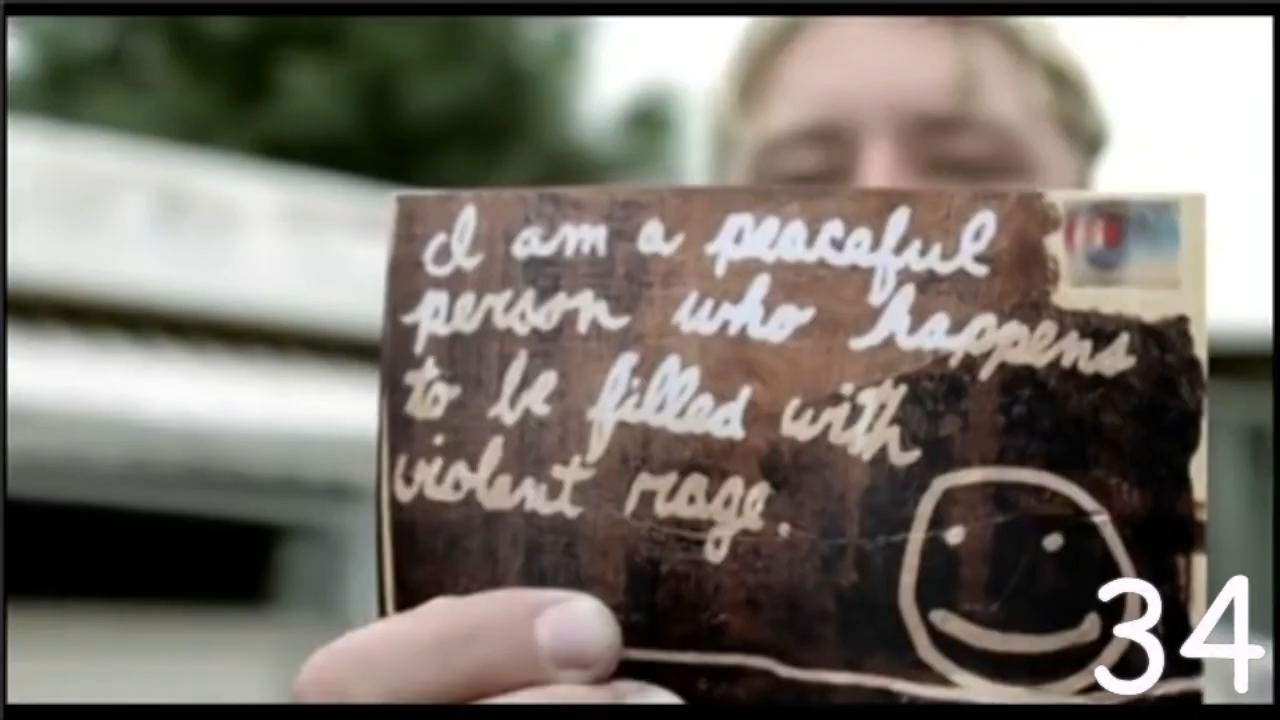 I am a peaceful
person who happens
to be filled with
violent rage.
34